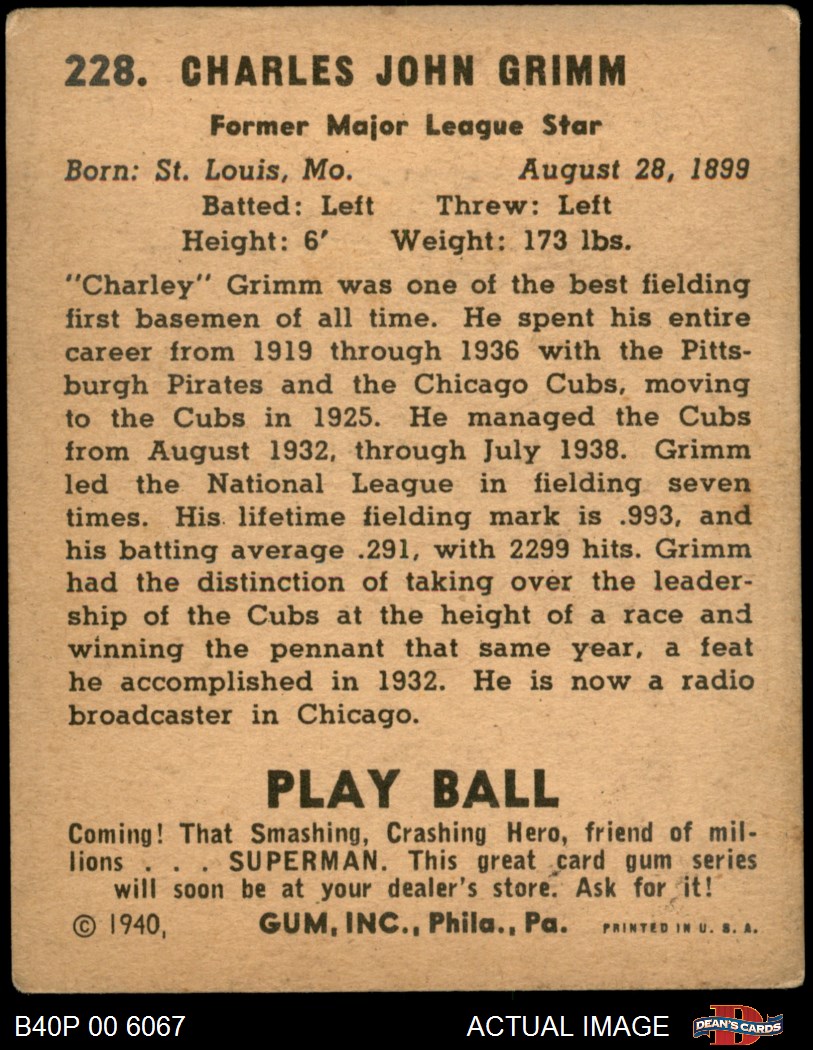 228. CHARLES JOHN GRIMM
Former Major League Star
Born: St. Louis, Mo. August 28, 1899
Batted: Left Threw: Left
Height: 6' Weight: 173 lbs.
"Charley" Grimm was one of the best fielding
first basemen of all time. He spent his entire
career from 1919 through 1936 with the Pitts-
burgh Pirates and the Chicago Cubs, moving
to the Cubs in 1925. He managed the Cubs
from August 1932, through July 1938. Grimm
led the National League in fielding seven
times. His lifetime fielding mark is .993, and
his batting average .291, with 2299 hits. Grimm
had the distinction of taking over the leader-
ship of the Cubs at the height of a race and
winning the pennant that same year, a feat
he accomplished in 1932. He is now a radio
broadcaster in Chicago.
PLAY BALL
Coming! That Smashing, Crashing Hero, friend of mil-
lions . . . SUPERMAN. This great card gum series
will soon be at your dealer's store. Ask for it!
© 1940, GUM, INC., Phila., Pa. PRINTED IN U. S. A.
B40P 00 6067 ACTUAL IMAGE D DEAN'S CARDS